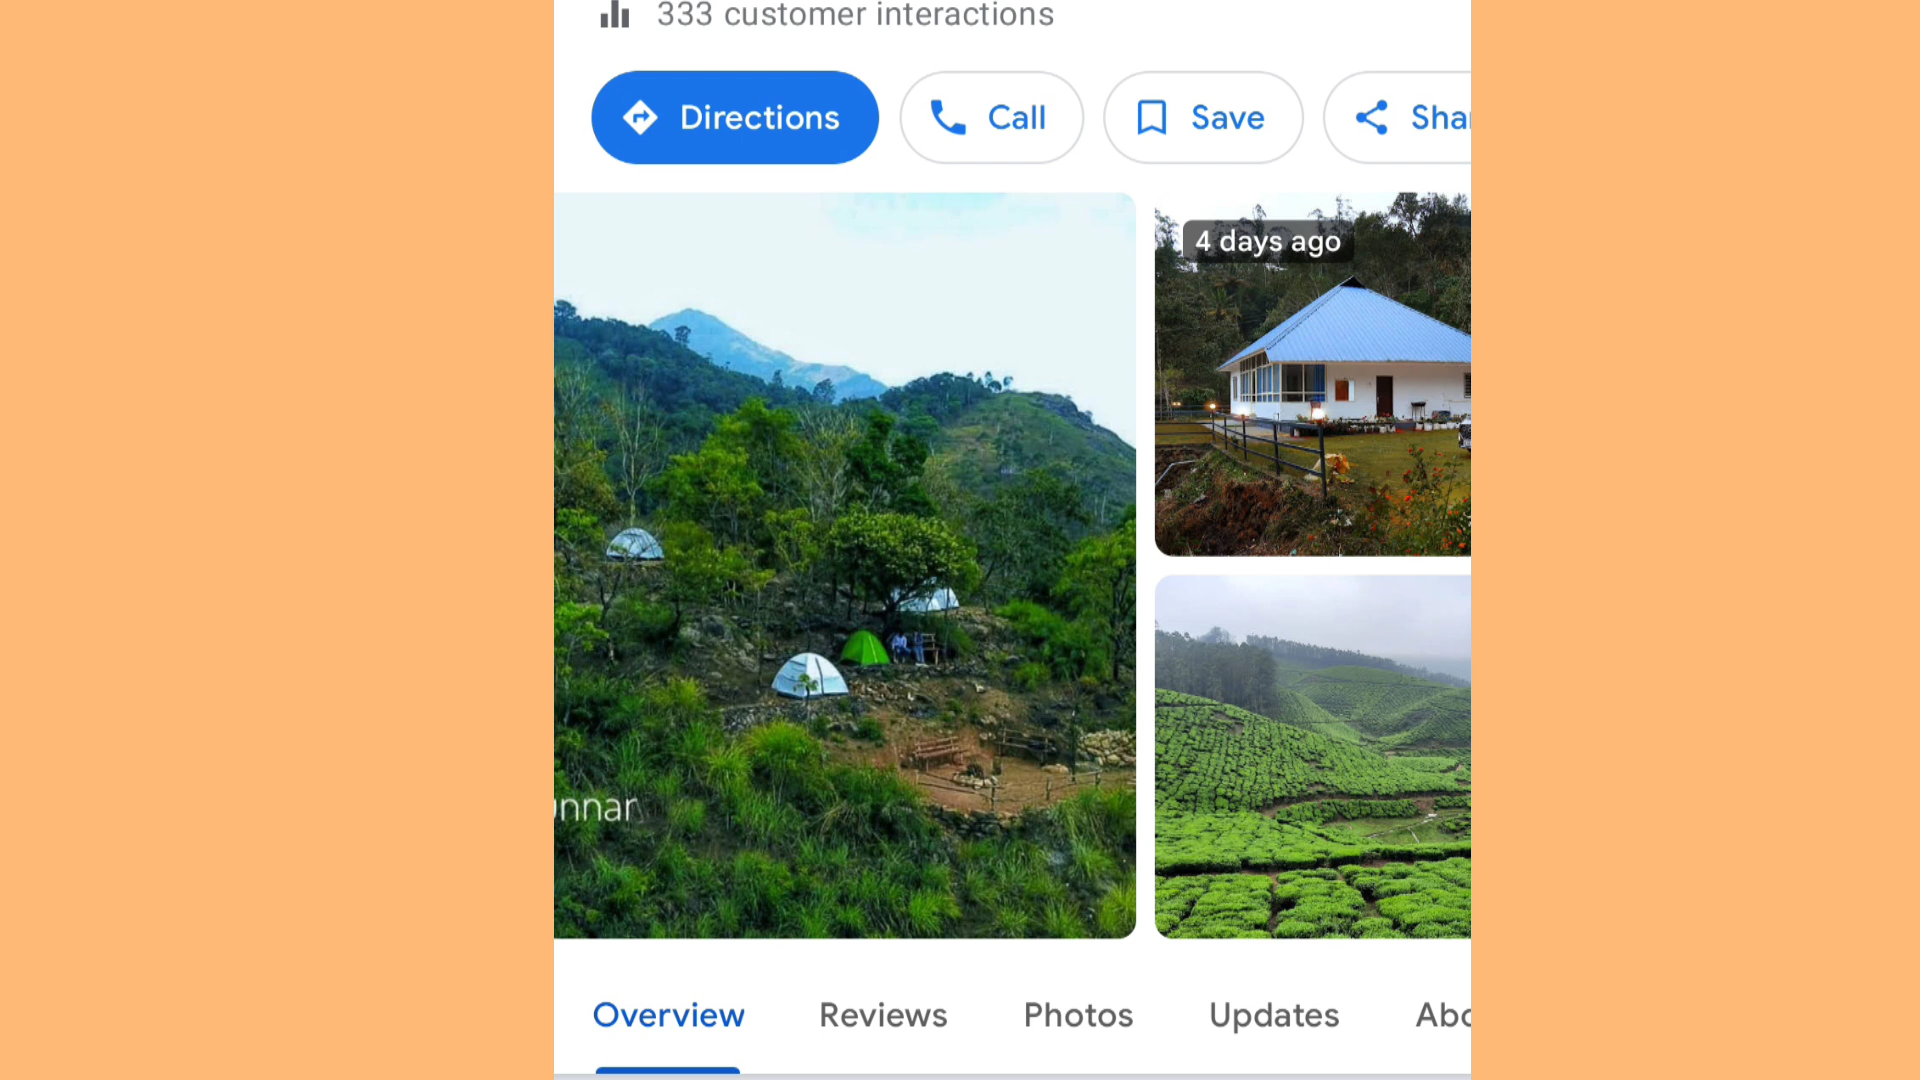 333 customer interactions
Directions
Call
Save
4 days ago
Overview
Reviews
Photos
Updates